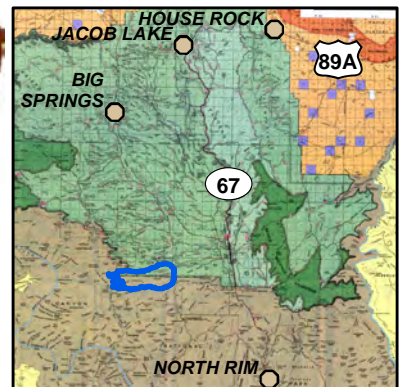 HOUSE ROCK
JACOB LAKE
89A
BIG
SPRINGS
67
NORTH RIM